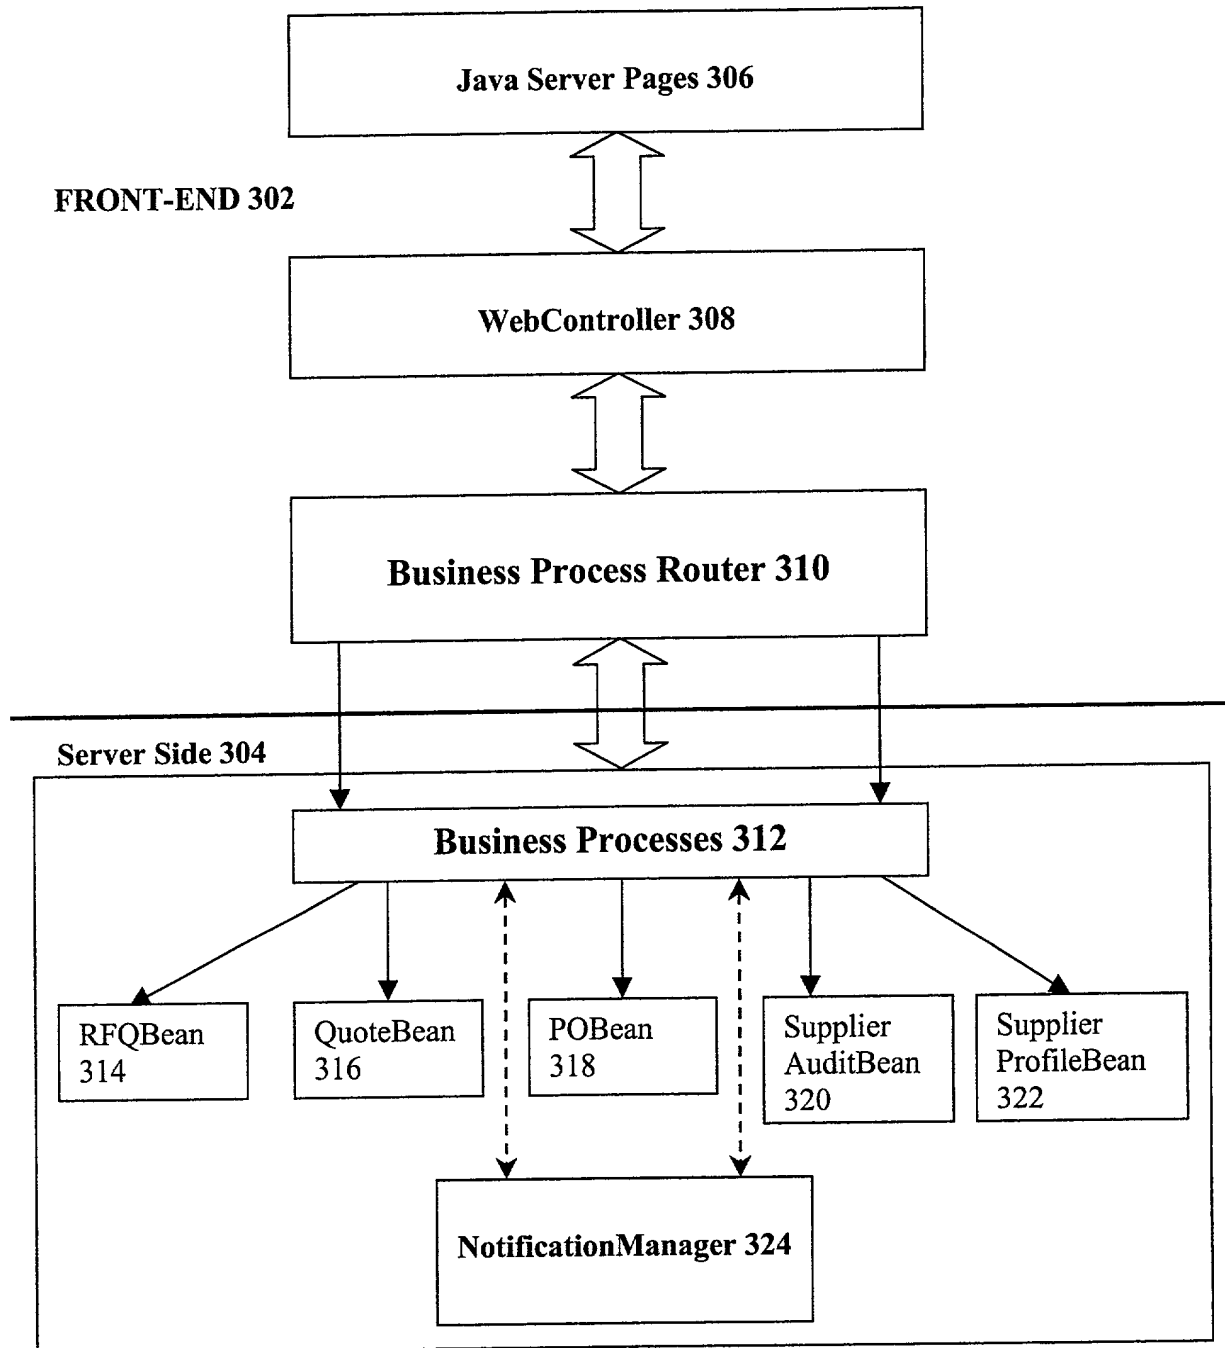 Java Server Pages 306
FRONT-END 302
WebController 308
Business Process Router 310
Server Side 304
Business Processes 312
RFQBean
314
QuoteBean
316
POBean
318
Supplier
AuditBean
320
Supplier
ProfileBean
322
NotificationManager 324